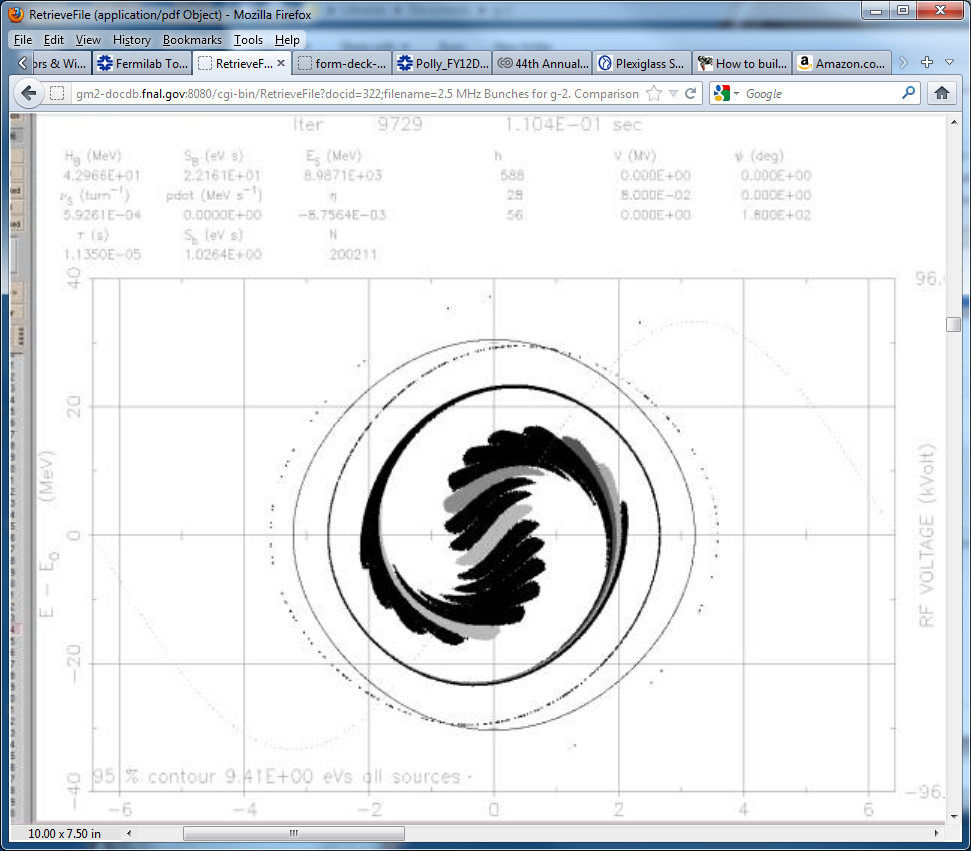 RetrieveFile (application/pdf Object) - Mozilla Firefox
File Edit View History Bookmarks Tools Help
ors & Wi... Fermilab To... RetrieveF... form-deck-... Polly_FY12D... 44th Annual... Plexiglass S... How to buil... Amazon.co...
gm2-docdb.fnal.gov:8080/cgi-bin/RetrieveFile?docid=322;filename=2.5 MHz Bunches for g-2. Comparison Google
Iter 9729 1.104E-01 sec
H_B (MeV) S_B (eV s) E_S (MeV) h V (MV) ψ (deg)
4.2966E+01 2.2161E+01 8.9871E+03 588 0.000E+00 0.000E+00
ν_S (turn⁻¹) pdot (MeV s⁻¹) η 28 8.000E-02 0.000E+00
5.9261E-04 0.0000E+00 -8.7564E-03 56 0.000E+00 1.800E+02
τ (s) S_b (eV s) N
1.1350E-05 1.0264E+00 200211
40 96.
20
0
-20
-40
E - E_0 (MeV)
RF VOLTAGE (kVolt)
95 % contour 9.41E+00 eVs all sources
-96.
-6 -4 -2 0 2 4 6
10.00 x 7.50 in